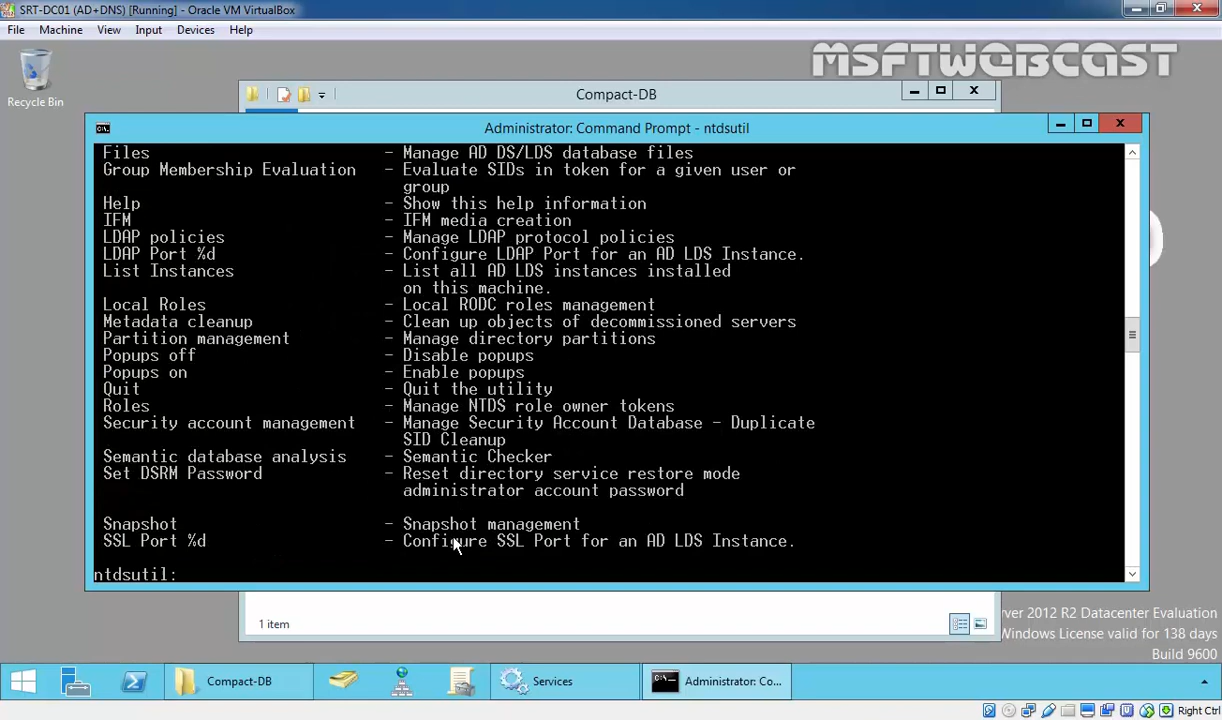 SRT-DC01 (AD+DNS) [Running] - Oracle VM VirtualBox
File Machine View Input Devices Help
MSFTWEBCAST
Recycle Bin
Compact-DB
Administrator: Command Prompt - ntdsutil
Files - Manage AD DS/LDS database files
Group Membership Evaluation - Evaluate SIDs in token for a given user or
group
Help - Show this help information
IFM - IFM media creation
LDAP policies - Manage LDAP protocol policies
LDAP Port %d - Configure LDAP Port for an AD LDS Instance.
List Instances - List all AD LDS instances installed
on this machine.
Local Roles - Local RODC roles management
Metadata cleanup - Clean up objects of decommissioned servers
Partition management - Manage directory partitions
Popups off - Disable popups
Popups on - Enable popups
Quit - Quit the utility
Roles - Manage NTDS role owner tokens
Security account management - Manage Security Account Database - Duplicate
SID Cleanup
Semantic database analysis - Semantic Checker
Set DSRM Password - Reset directory service restore mode
administrator account password
Snapshot - Snapshot management
SSL Port %d - Configure SSL Port for an AD LDS Instance.
ntdsutil:
1 item
ver 2012 R2 Datacenter Evaluation
Windows License valid for 138 days
Build 9600
Compact-DB
Services
Administrator: Co...
Right Ctrl